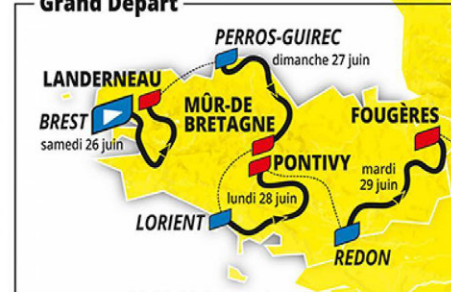 Grand Départ
PERROS-GUIREC
dimanche 27 juin
LANDERNEAU
BREST
samedi 26 juin
MÛR-DE
BRETAGNE
FOUGÈRES
PONTIVY
mardi
29 juin
lundi 28 juin
LORIENT
REDON